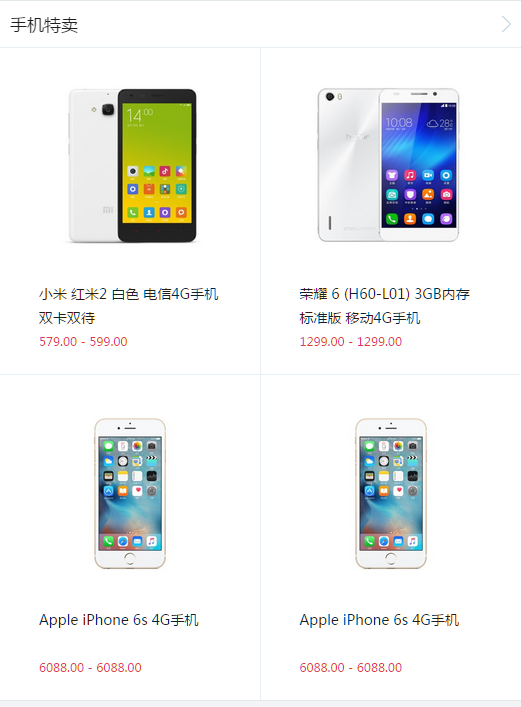 手机特卖
14:00
mi
honor
10:08
28°
小米 红米2 白色 电信4G手机
双卡双待
579.00 - 599.00
荣耀 6 (H60-L01) 3GB内存
标准版 移动4G手机
1299.00 - 1299.00
Apple iPhone 6s 4G手机
6088.00 - 6088.00
Apple iPhone 6s 4G手机
6088.00 - 6088.00